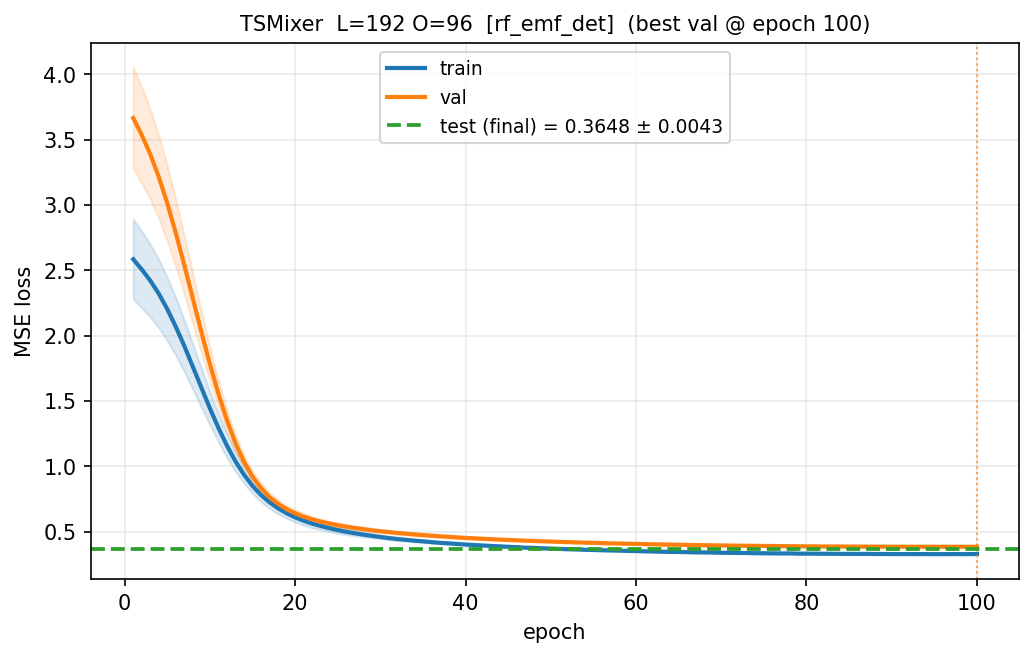 TSMixer L=192 O=96 [rf_emf_det] (best val @ epoch 100)
train
val
test (final) = 0.3648 ± 0.0043
MSE loss
4.0
3.5
3.0
2.5
2.0
1.5
1.0
0.5
0 20 40 60 80 100
epoch